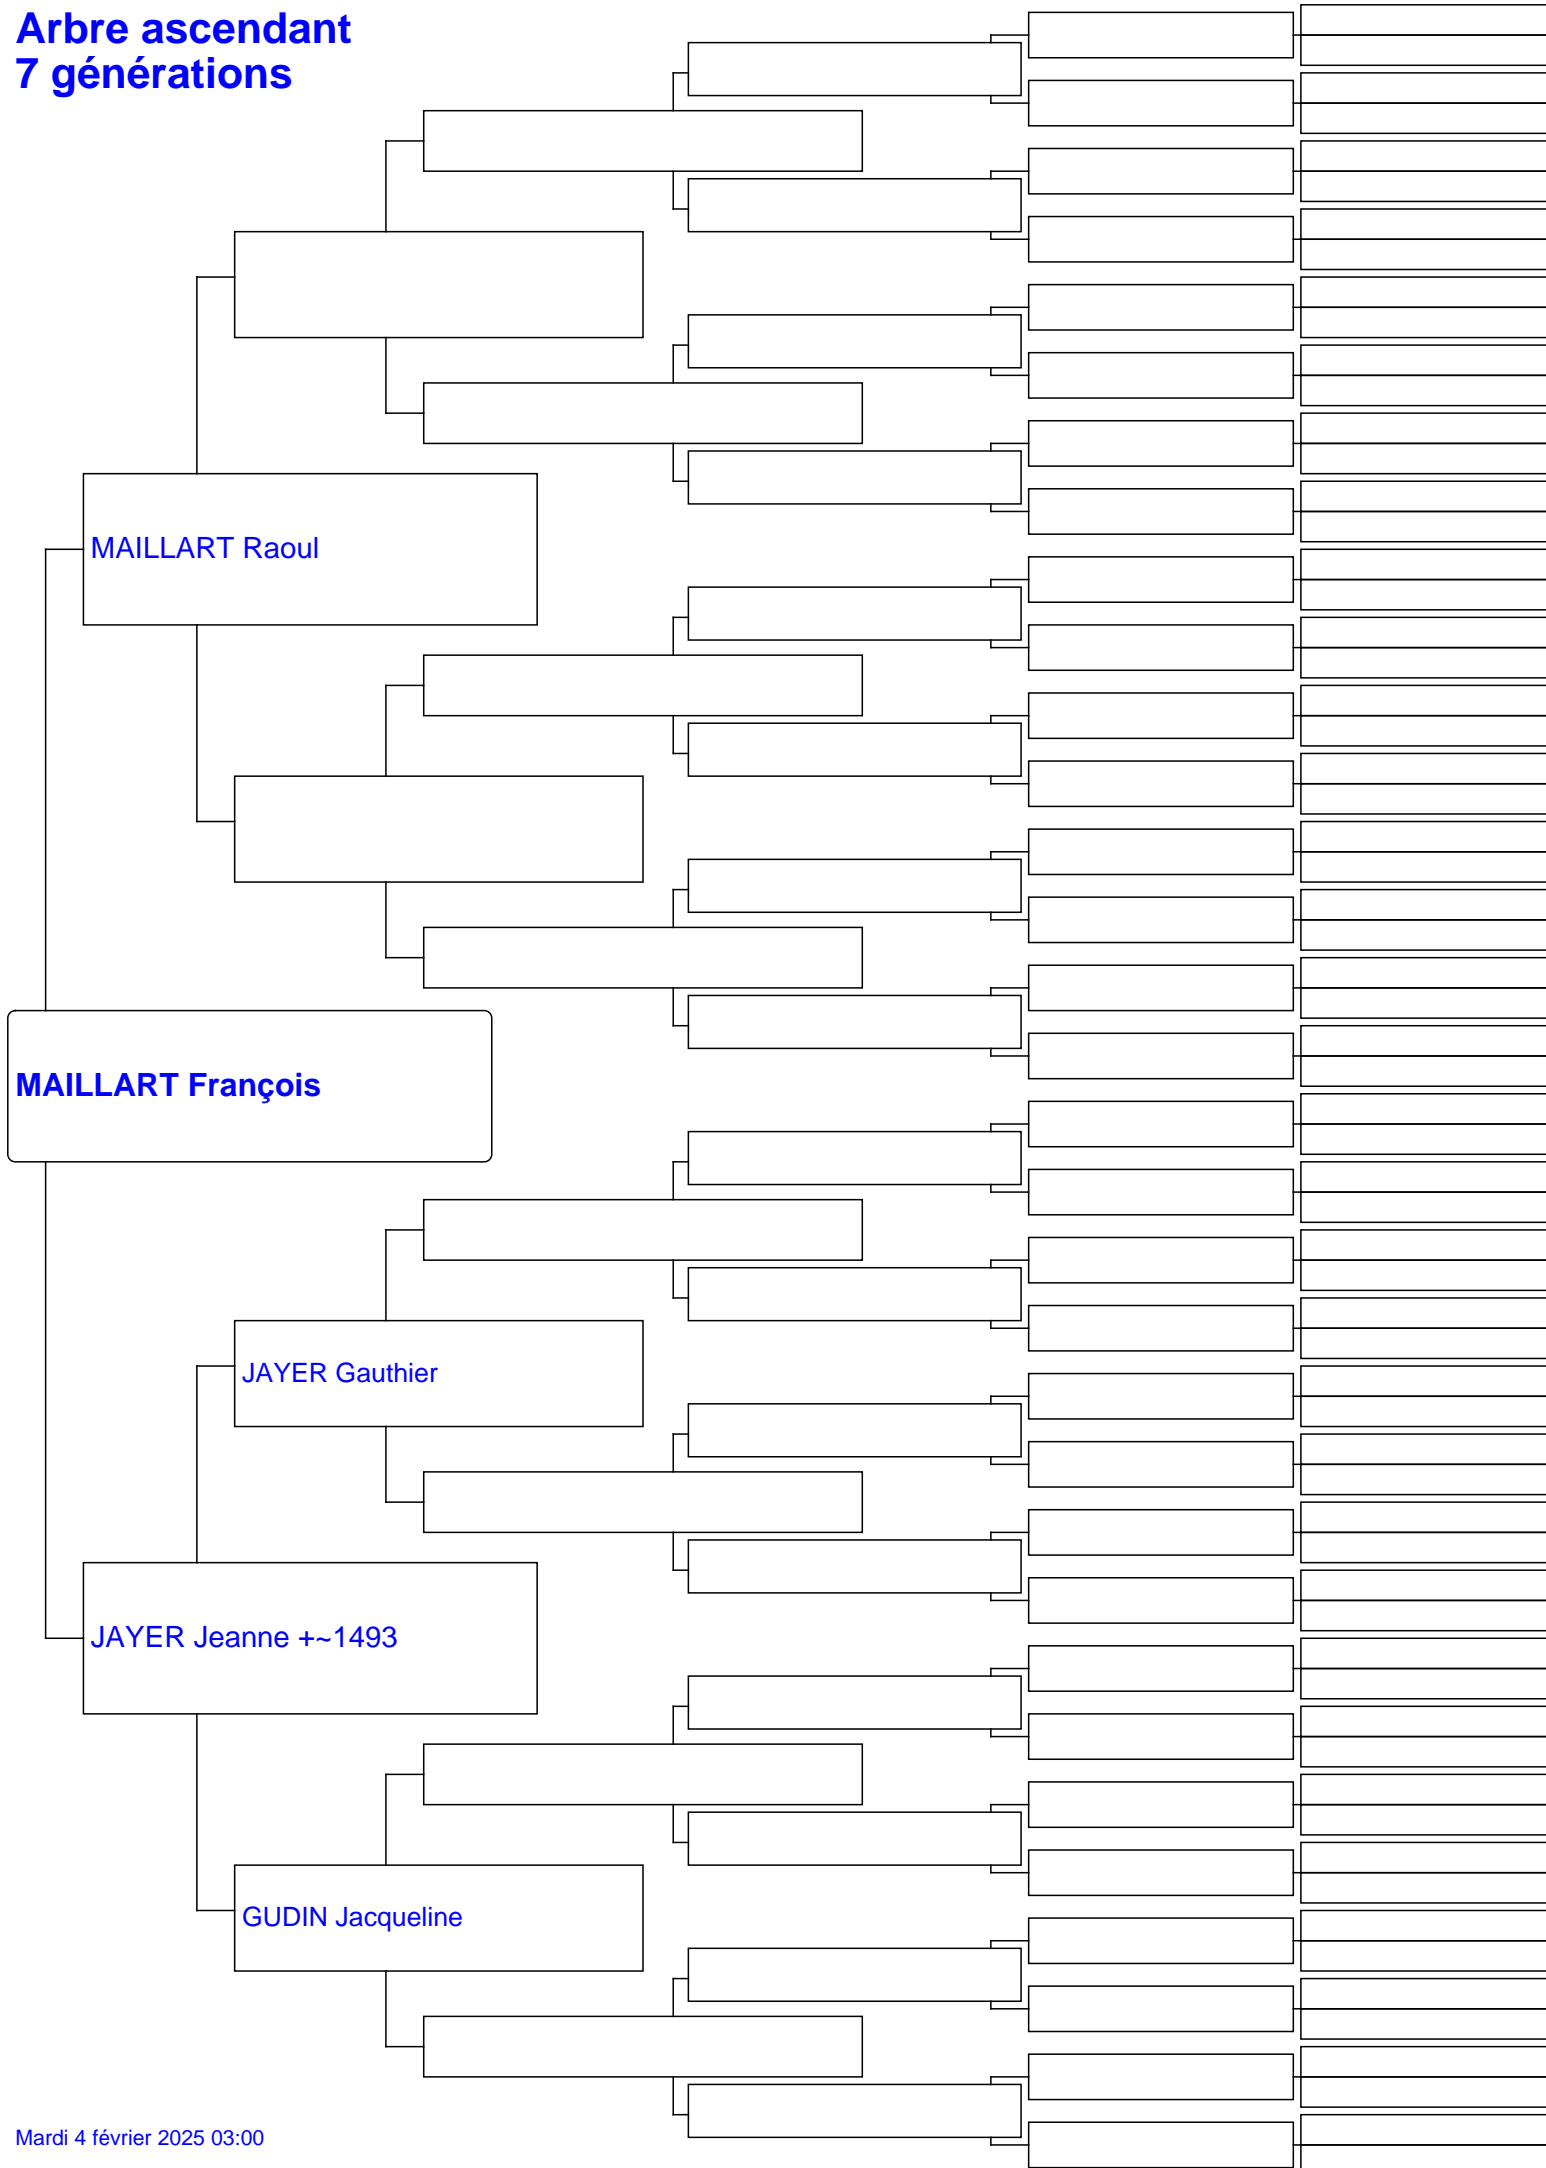 Arbre ascendant
7 générations
MAILLART Raoul
MAILLART François
JAYER Gauthier
JAYER Jeanne +~1493
GUDIN Jacqueline
Mardi 4 février 2025 03:00